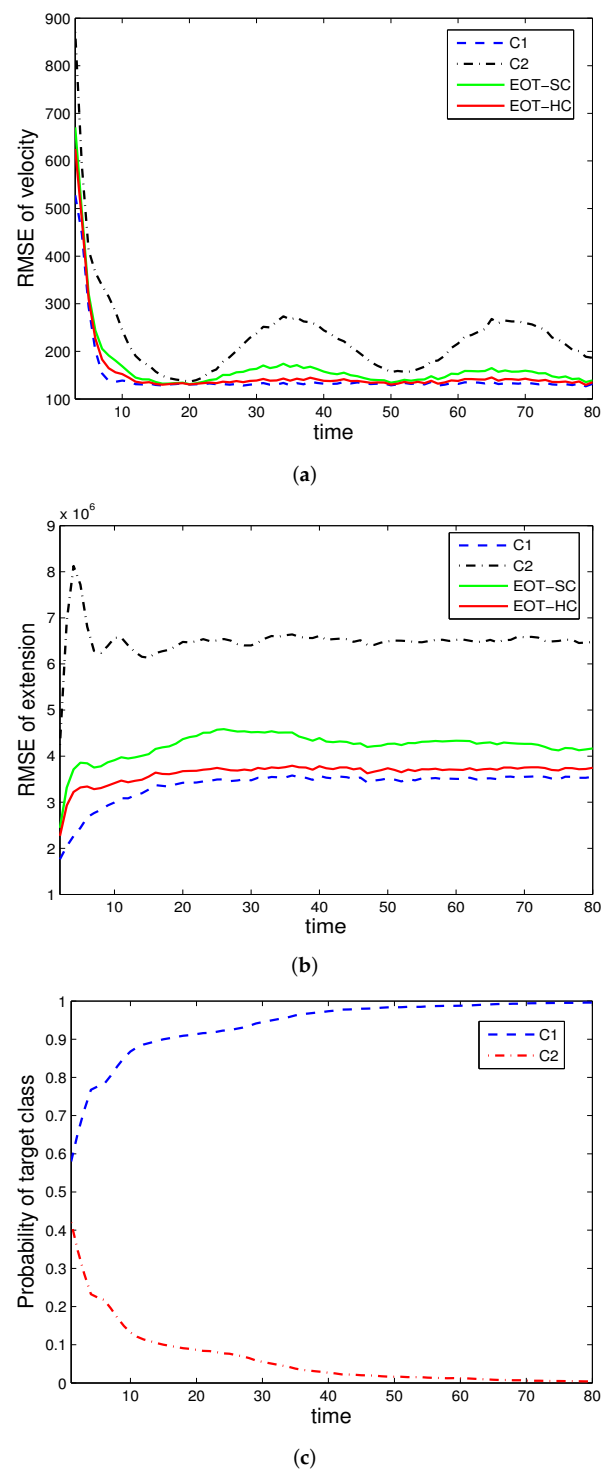 900
800
700
600
500
400
300
200
100
RMSE of velocity
C1
C2
EOT−SC
EOT−HC
10 20 30 40 50 60 70 80
time
(a)
x 10⁶
9
8
7
6
5
4
3
2
1
RMSE of extension
C1
C2
EOT−SC
EOT−HC
10 20 30 40 50 60 70 80
time
(b)
1
0.9
0.8
0.7
0.6
0.5
0.4
0.3
0.2
0.1
0
Probability of target class
C1
C2
10 20 30 40 50 60 70 80
time
(c)